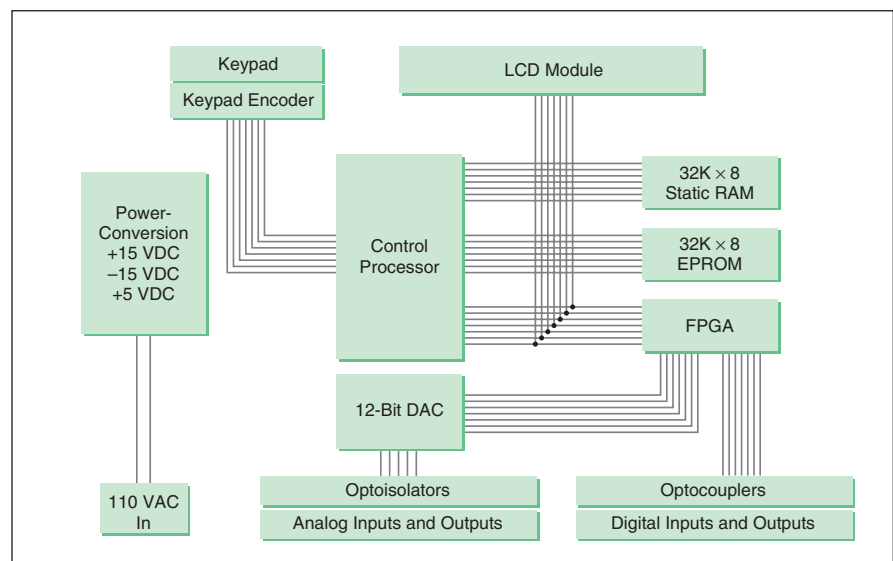 Keypad
Keypad Encoder
LCD Module
Power-
Conversion
+15 VDC
–15 VDC
+5 VDC
Control
Processor
32K × 8
Static RAM
32K × 8
EPROM
FPGA
12-Bit DAC
110 VAC
In
Optoisolators
Analog Inputs and Outputs
Optocouplers
Digital Inputs and Outputs